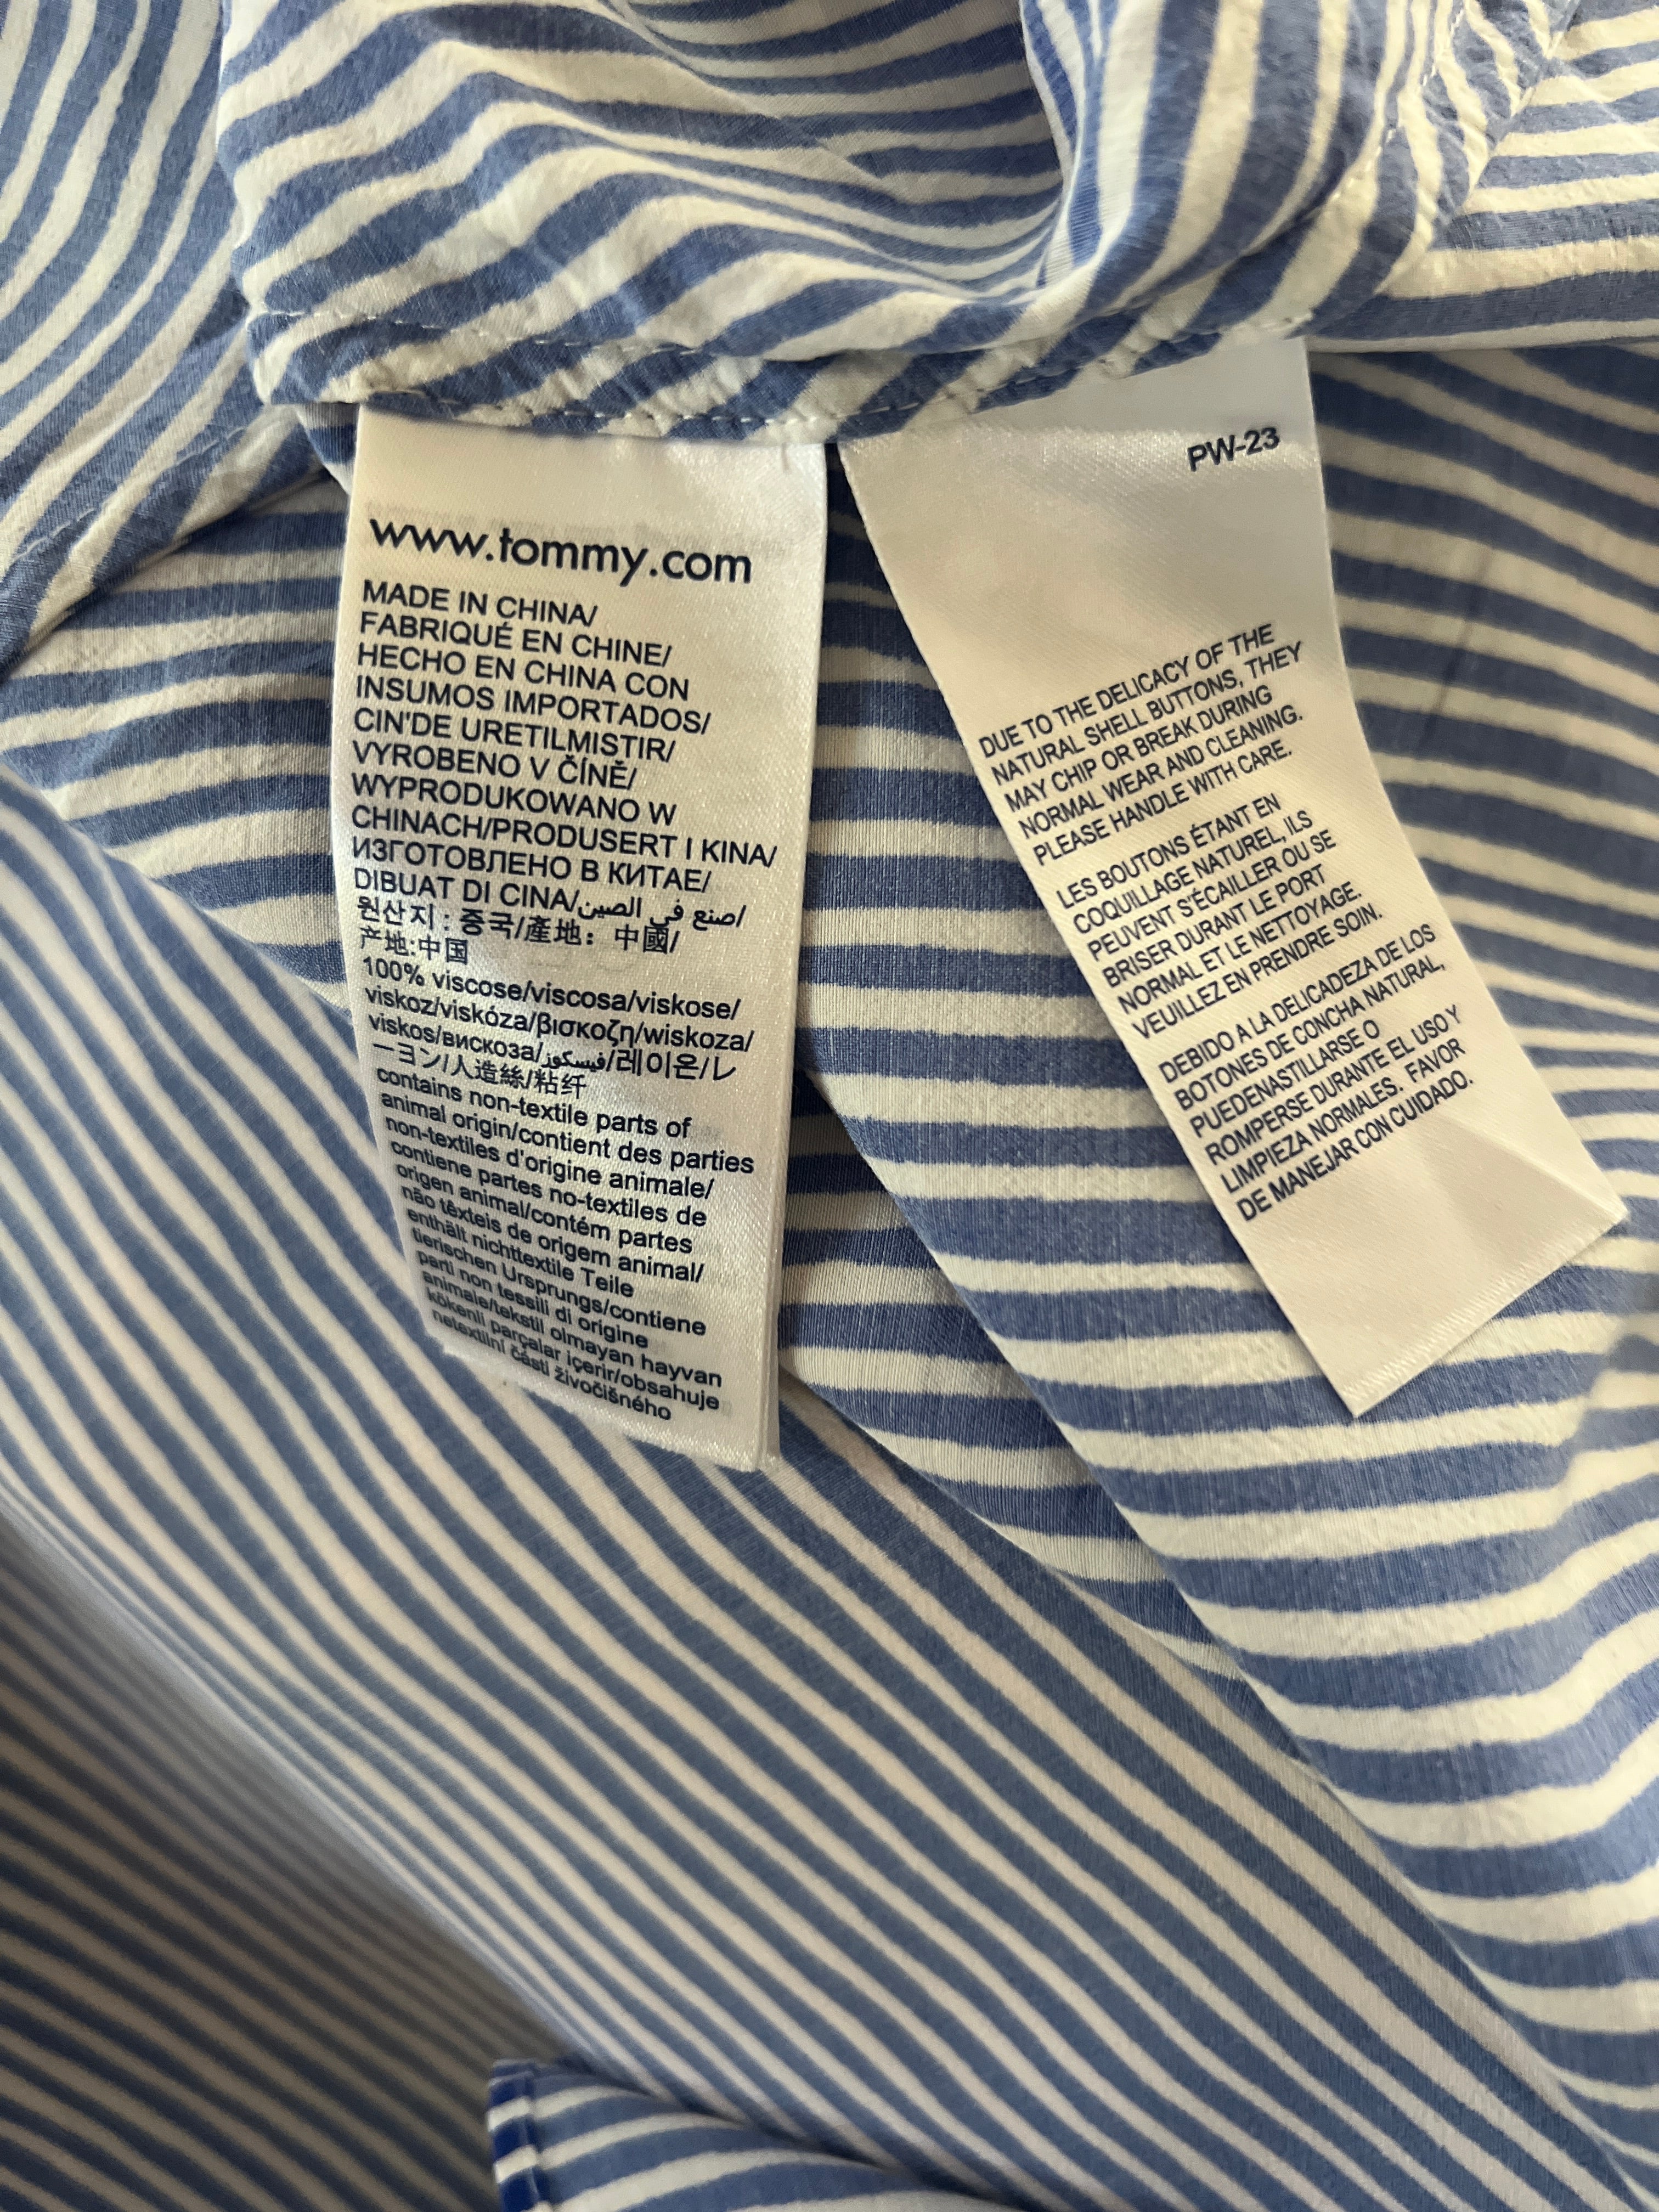 www.tommy.com
MADE IN CHINA/
FABRIQUÉ EN CHINE/
HECHO EN CHINA CON
INSUMOS IMPORTADOS/
CIN'DE URETILMISTIR/
VYROBENO V ČÍNĚ/
WYPRODUKOWANO W
CHINACH/PRODUSERT I KINA/
ИЗГОТОВЛЕНО В КИТАЕ/
DIBUAT DI CINA/صنع في الصين/
원산지 : 중국/產地：中國/
产地:中国
100% viscose/viscosa/viskose/
viskoz/viskóza/βισκοζη/wiskoza/
viskos/вискоза/فيسكوز/레이온/レ
ーヨン/人造絲/粘纤
contains non-textile parts of
animal origin/contient des parties
non-textiles d'origine animale/
contiene partes no-textiles de
origen animal/contém partes
não têxteis de origem animal/
enthält nichttextile Teile
tierischen Ursprungs/contiene
parti non tessili di origine
animale/tekstil olmayan hayvan
kökenli parçalar içerir/obsahuje
netextilní části živočišného
PW-23
DUE TO THE DELICACY OF THE
NATURAL SHELL BUTTONS, THEY
MAY CHIP OR BREAK DURING
NORMAL WEAR AND CLEANING.
PLEASE HANDLE WITH CARE.
LES BOUTONS ÉTANT EN
COQUILLAGE NATUREL, ILS
PEUVENT S'ÉCAILLER OU SE
BRISER DURANT LE PORT
NORMAL ET LE NETTOYAGE.
VEUILLEZ EN PRENDRE SOIN.
DEBIDO A LA DELICADEZA DE LOS
BOTONES DE CONCHA NATURAL,
PUEDENASTILLARSE O
ROMPERSE DURANTE EL USO Y
LIMPIEZA NORMALES. FAVOR
DE MANEJAR CON CUIDADO.